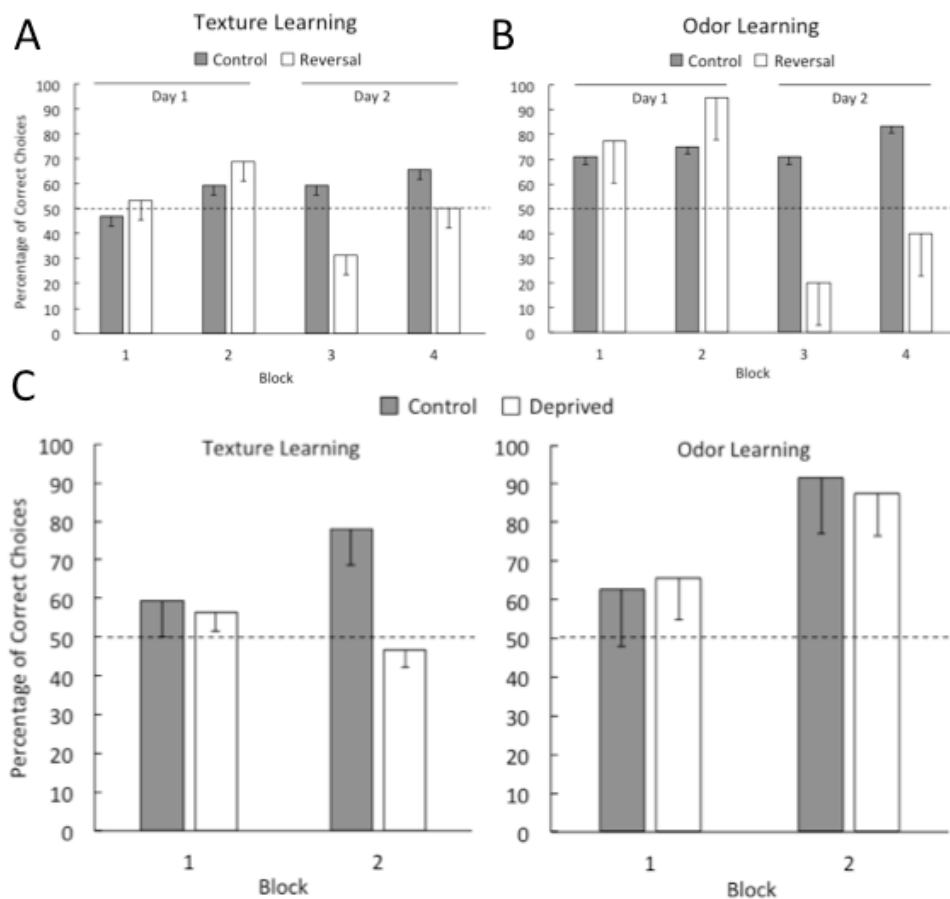 A
Texture Learning
Control Reversal
Day 1 Day 2
Percentage of Correct Choices
100
90
80
70
60
50
40
30
20
10
0
1 2 3 4
Block
B
Odor Learning
Control Reversal
Day 1 Day 2
100
90
80
70
60
50
40
30
20
10
0
1 2 3 4
Block
C
Control Deprived
Texture Learning
Percentage of Correct Choices
100
90
80
70
60
50
40
30
20
10
0
1 2
Block
Odor Learning
100
90
80
70
60
50
40
30
20
10
0
1 2
Block